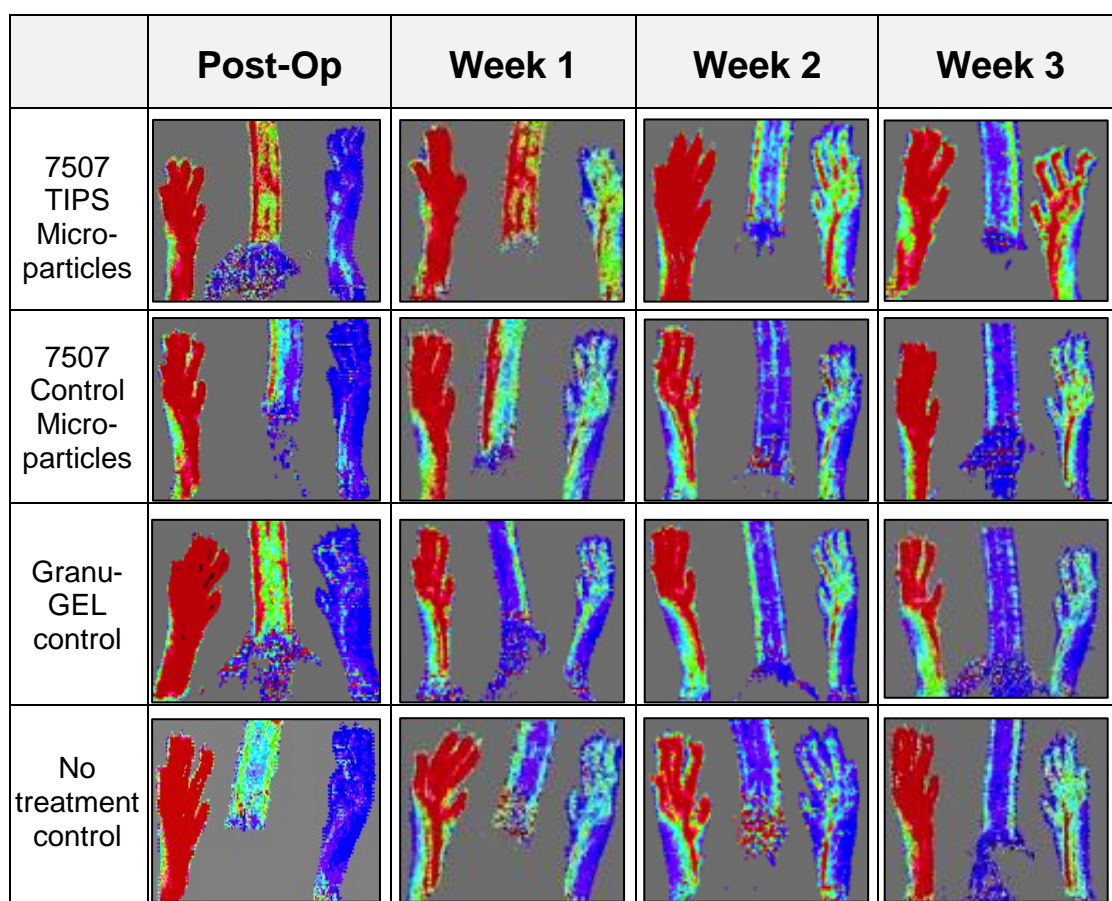 Post-Op Week 1 Week 2 Week 3
7507
TIPS
Micro-
particles
7507
Control
Micro-
particles
Granu-
GEL
control
No
treatment
control